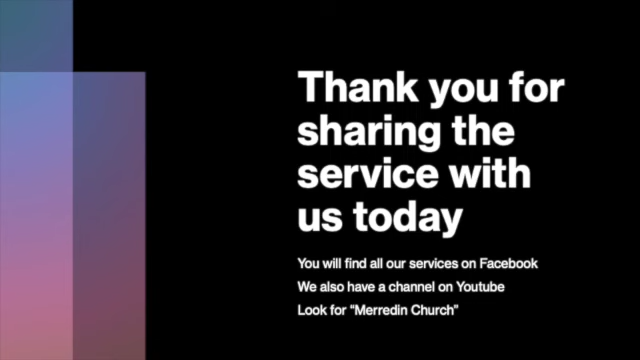 Thank you for
sharing the
service with
us today
You will find all our services on Facebook
We also have a channel on Youtube
Look for “Merredin Church”